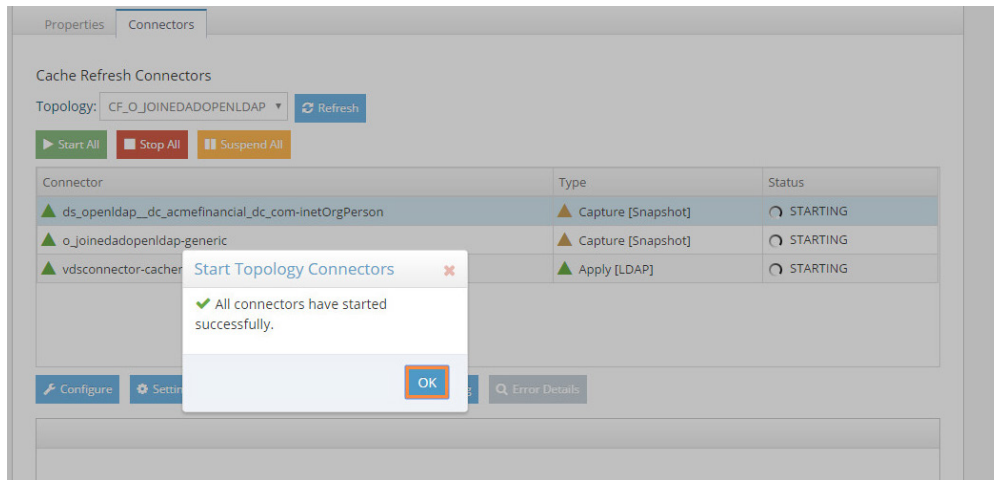 Properties Connectors
Cache Refresh Connectors
Topology: CF_O_JOINEDADOPENLDAP Refresh
Start All Stop All Suspend All
Connector Type Status
ds_openldap__dc_acmefinancial_dc_com-inetOrgPerson Capture [Snapshot] STARTING
o_joinedadopenldap-generic Capture [Snapshot] STARTING
vdsconnector-cacher Apply [LDAP] STARTING
Start Topology Connectors
All connectors have started
successfully.
OK
Configure Settin Error Details